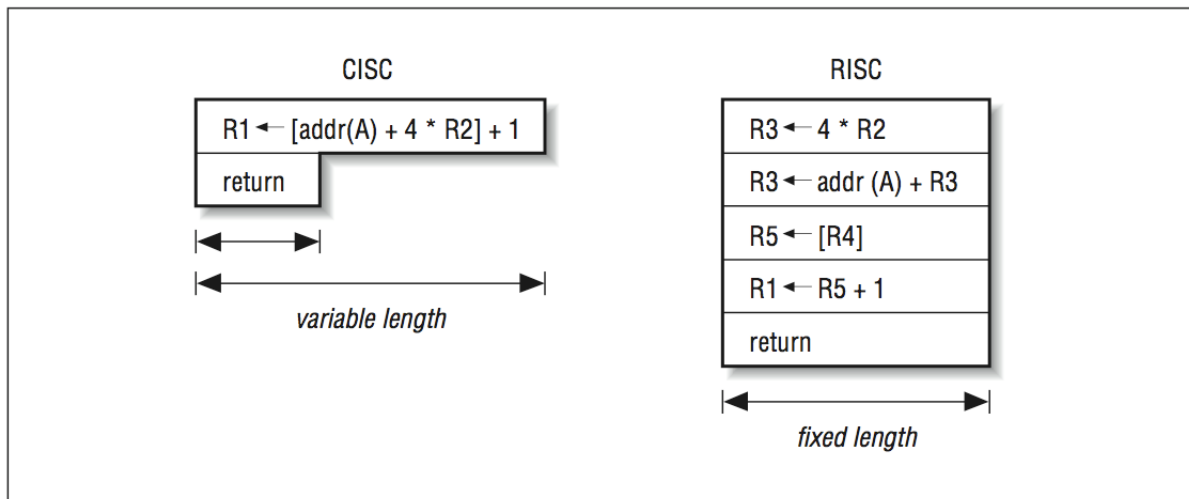 CISC
R1 ← [addr(A) + 4 * R2] + 1
return
variable length
RISC
R3 ← 4 * R2
R3 ← addr (A) + R3
R5 ← [R4]
R1 ← R5 + 1
return
fixed length